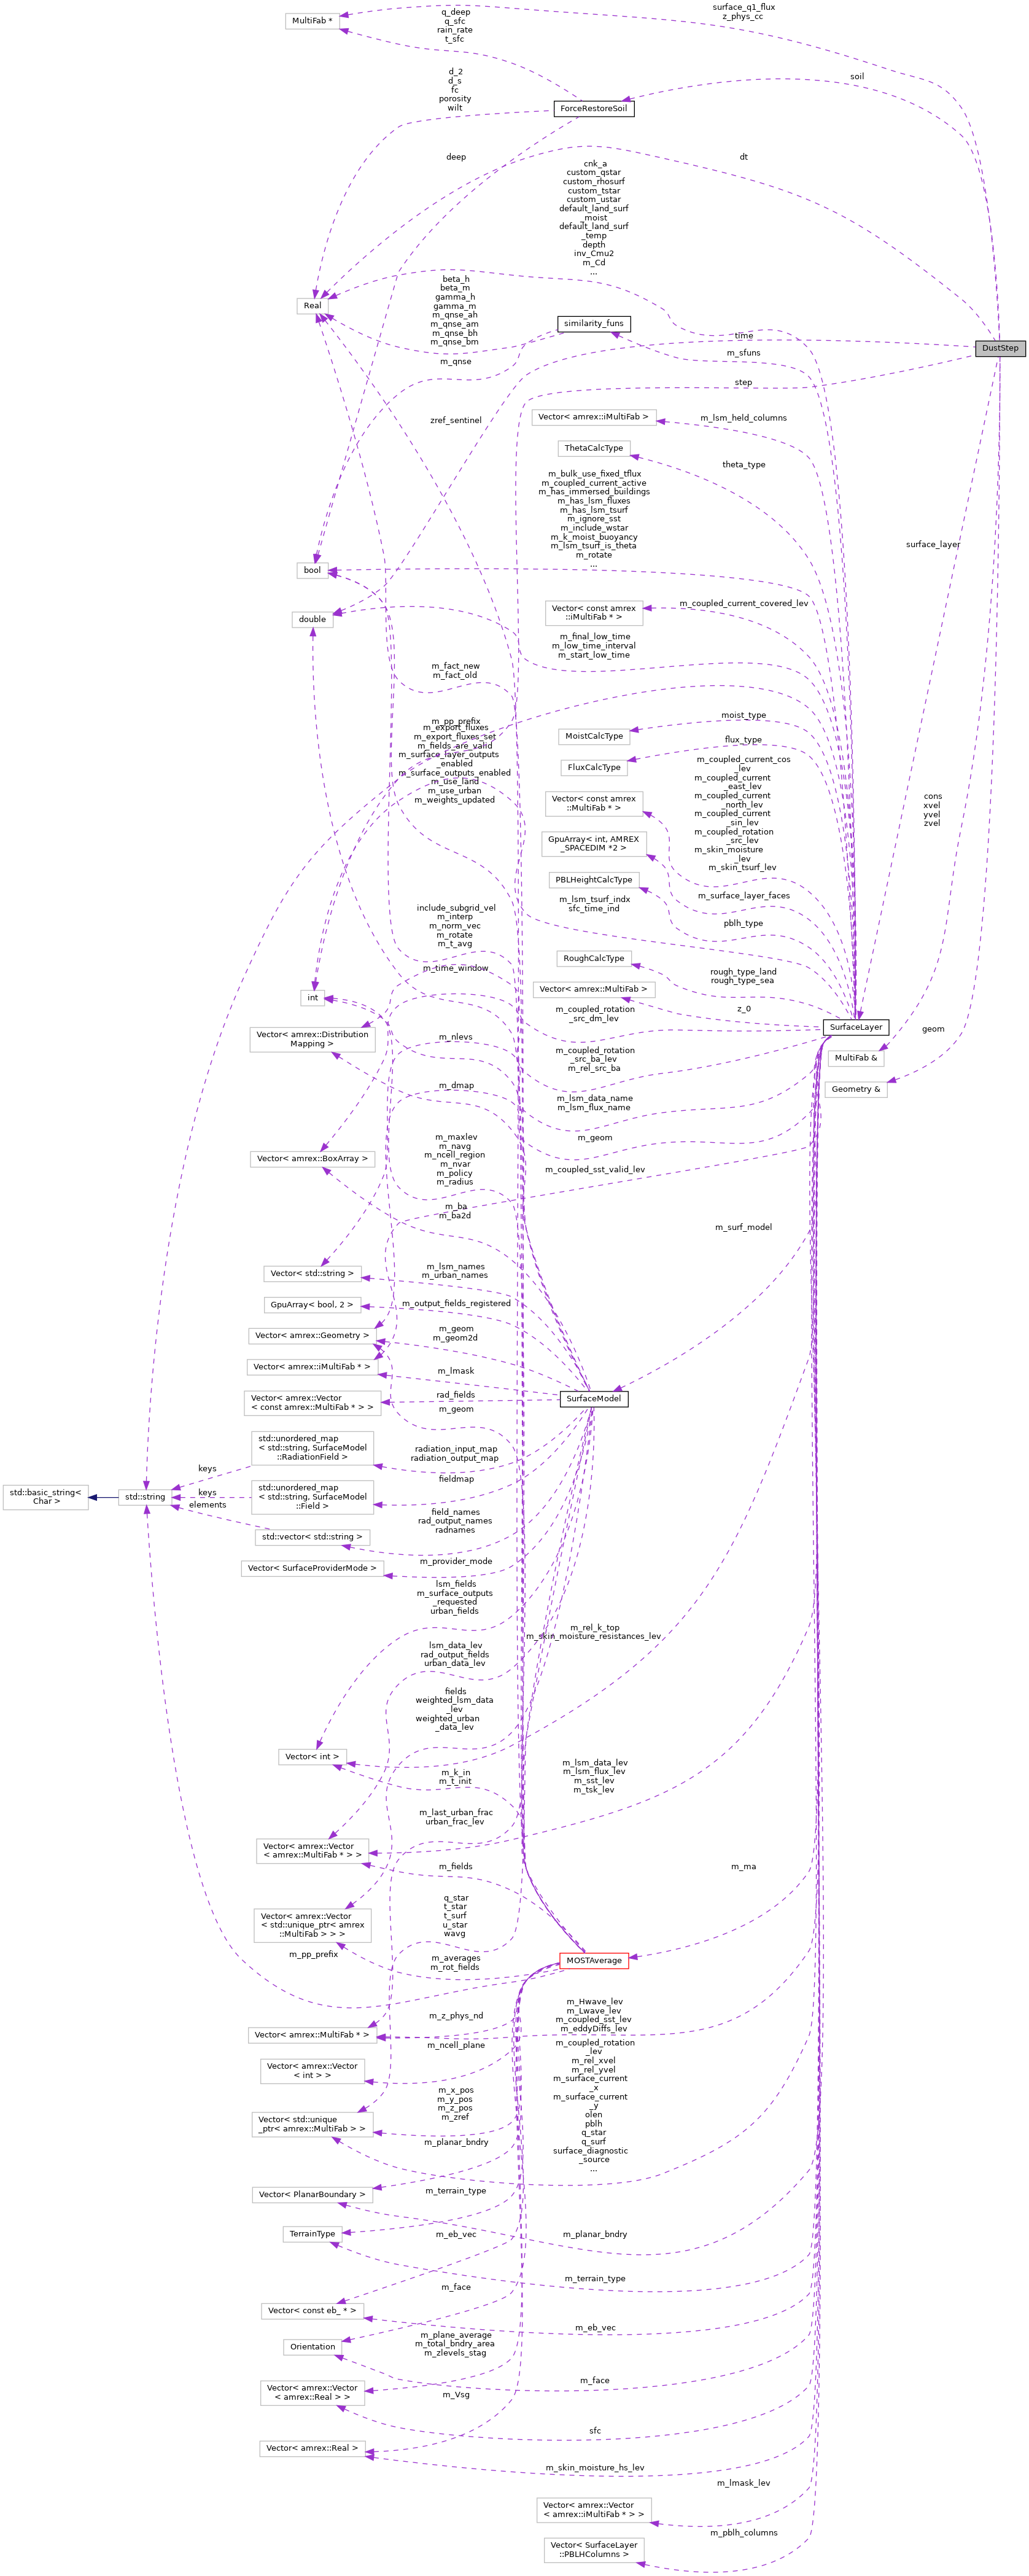 surface_q1_flux
z_phys_cc
MultiFab *
q_deep
q_sfc
rain_rate
t_sfc
soil
d_2
d_s
fc
porosity
wilt
ForceRestoreSoil
deep
dt
cnk_a
custom_qstar
custom_rhosurf
custom_tstar
custom_ustar
default_land_surf
_moist
default_land_surf
_temp
depth
inv_Cmu2
m_Cd
...
beta_h
beta_m
gamma_h
gamma_m
m_qnse_ah
m_qnse_am
m_qnse_bh
m_qnse_bm
Real
similarity_funs
time
DustStep
m_sfuns
m_qnse
step
zref_sentinel
Vector< amrex::iMultiFab >
m_lsm_held_columns
ThetaCalcType
theta_type
m_bulk_use_fixed_tflux
m_coupled_current_active
m_has_immersed_buildings
m_has_lsm_fluxes
m_has_lsm_tsurf
m_ignore_sst
m_include_wstar
m_k_moist_buoyancy
m_lsm_tsurf_is_theta
m_rotate
...
surface_layer
bool
double
Vector< const amrex
::iMultiFab * >
m_coupled_current_covered_lev
m_final_low_time
m_low_time_interval
m_start_low_time
m_fact_new
m_fact_old
MoistCalcType
moist_type
m_pp_prefix
m_export_fluxes
m_export_fluxes_set
m_fields_are_valid
m_surface_layer_outputs
_enabled
m_surface_outputs_enabled
m_use_land
m_use_urban
m_weights_updated
FluxCalcType
flux_type
m_coupled_current_cos
_lev
m_coupled_current
_east_lev
m_coupled_current
_north_lev
m_coupled_current
_sin_lev
m_coupled_rotation
_src_lev
m_skin_moisture
_lev
m_skin_tsurf_lev
Vector< const amrex
::MultiFab * >
cons
xvel
yvel
zvel
GpuArray< int, AMREX
_SPACEDIM *2 >
PBLHeightCalcType
m_surface_layer_faces
m_lsm_tsurf_indx
sfc_time_ind
pblh_type
include_subgrid_vel
m_interp
m_norm_vec
m_rotate
m_t_avg
RoughCalcType
m_time_window
rough_type_land
rough_type_sea
int
Vector< amrex::MultiFab >
z_0
m_coupled_rotation
_src_dm_lev
SurfaceLayer
geom
Vector< amrex::Distribution
Mapping >
m_nlevs
m_coupled_rotation
_src_ba_lev
m_rel_src_ba
MultiFab &
Geometry &
m_dmap
m_lsm_data_name
m_lsm_flux_name
m_geom
m_maxlev
m_navg
m_ncell_region
m_nvar
m_policy
m_radius
Vector< amrex::BoxArray >
m_coupled_sst_valid_lev
m_ba
m_ba2d
m_surf_model
Vector< std::string >
m_lsm_names
m_urban_names
GpuArray< bool, 2 >
m_output_fields_registered
Vector< amrex::Geometry >
m_geom
m_geom2d
Vector< amrex::iMultiFab * >
m_lmask
Vector< amrex::Vector
< const amrex::MultiFab * > >
rad_fields
SurfaceModel
m_geom
std::unordered_map
< std::string, SurfaceModel
::RadiationField >
radiation_input_map
radiation_output_map
keys
fieldmap
std::basic_string<
Char >
std::string
keys
std::unordered_map
< std::string, SurfaceModel
::Field >
elements
field_names
rad_output_names
radnames
std::vector< std::string >
Vector< SurfaceProviderMode >
m_provider_mode
lsm_fields
m_surface_outputs
_requested
urban_fields
m_rel_k_top
m_skin_moisture_resistances_lev
lsm_data_lev
rad_output_fields
urban_data_lev
fields
weighted_lsm_data
_lev
weighted_urban
_data_lev
Vector< int >
m_k_in
m_t_init
m_lsm_data_lev
m_lsm_flux_lev
m_sst_lev
m_tsk_lev
m_last_urban_frac
urban_frac_lev
Vector< amrex::Vector
< amrex::MultiFab * > >
m_fields
m_ma
q_star
t_star
t_surf
u_star
wavg
Vector< amrex::Vector
< std::unique_ptr< amrex
::MultiFab > > >
m_pp_prefix
m_averages
m_rot_fields
MOSTAverage
m_z_phys_nd
m_Hwave_lev
m_Lwave_lev
m_coupled_sst_lev
m_eddyDiffs_lev
Vector< amrex::MultiFab * >
m_ncell_plane
Vector< amrex::Vector
< int > >
m_coupled_rotation
_lev
m_rel_xvel
m_rel_yvel
m_surface_current
_x
m_surface_current
_y
olen
pblh
q_star
q_surf
surface_diagnostic
_source
...
m_x_pos
m_y_pos
m_z_pos
m_zref
Vector< std::unique
_ptr< amrex::MultiFab > >
m_planar_bndry
Vector< PlanarBoundary >
m_terrain_type
TerrainType
m_eb_vec
m_planar_bndry
m_face
m_terrain_type
Vector< const eb_ * >
m_eb_vec
Orientation
m_plane_average
m_total_bndry_area
m_zlevels_stag
m_face
Vector< amrex::Vector
< amrex::Real > >
m_Vsg
sfc
Vector< amrex::Real >
m_skin_moisture_hs_lev
m_lmask_lev
Vector< amrex::Vector
< amrex::iMultiFab * > >
m_pblh_columns
Vector< SurfaceLayer
::PBLHColumns >